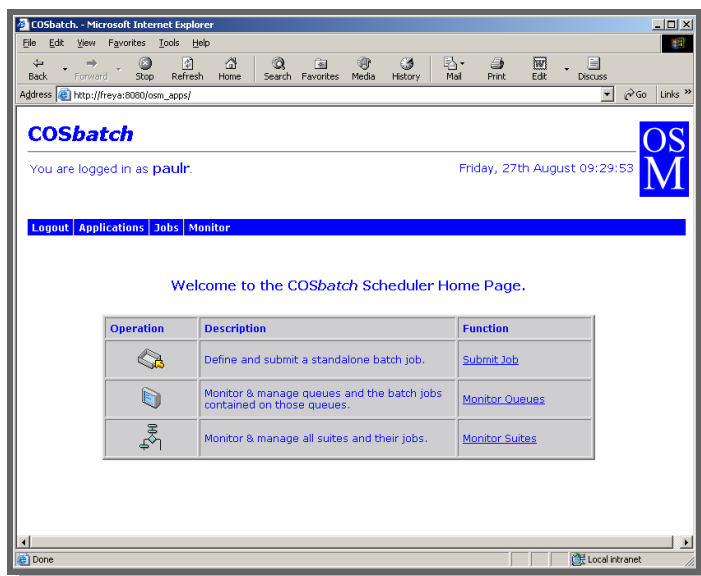 COSbatch. - Microsoft Internet Explorer
File Edit View Favorites Tools Help
Back Forward Stop Refresh Home Search Favorites Media History Mail Print Edit Discuss
Address http://freya:8080/osm_apps/ Go Links »
COSbatch
OS
M
You are logged in as paulr. Friday, 27th August 09:29:53
Logout Applications Jobs Monitor
Welcome to the COSbatch Scheduler Home Page.
Operation Description Function
Define and submit a standalone batch job. Submit Job
Monitor & manage queues and the batch jobs
contained on those queues. Monitor Queues
Monitor & manage all suites and their jobs. Monitor Suites
Done Local intranet